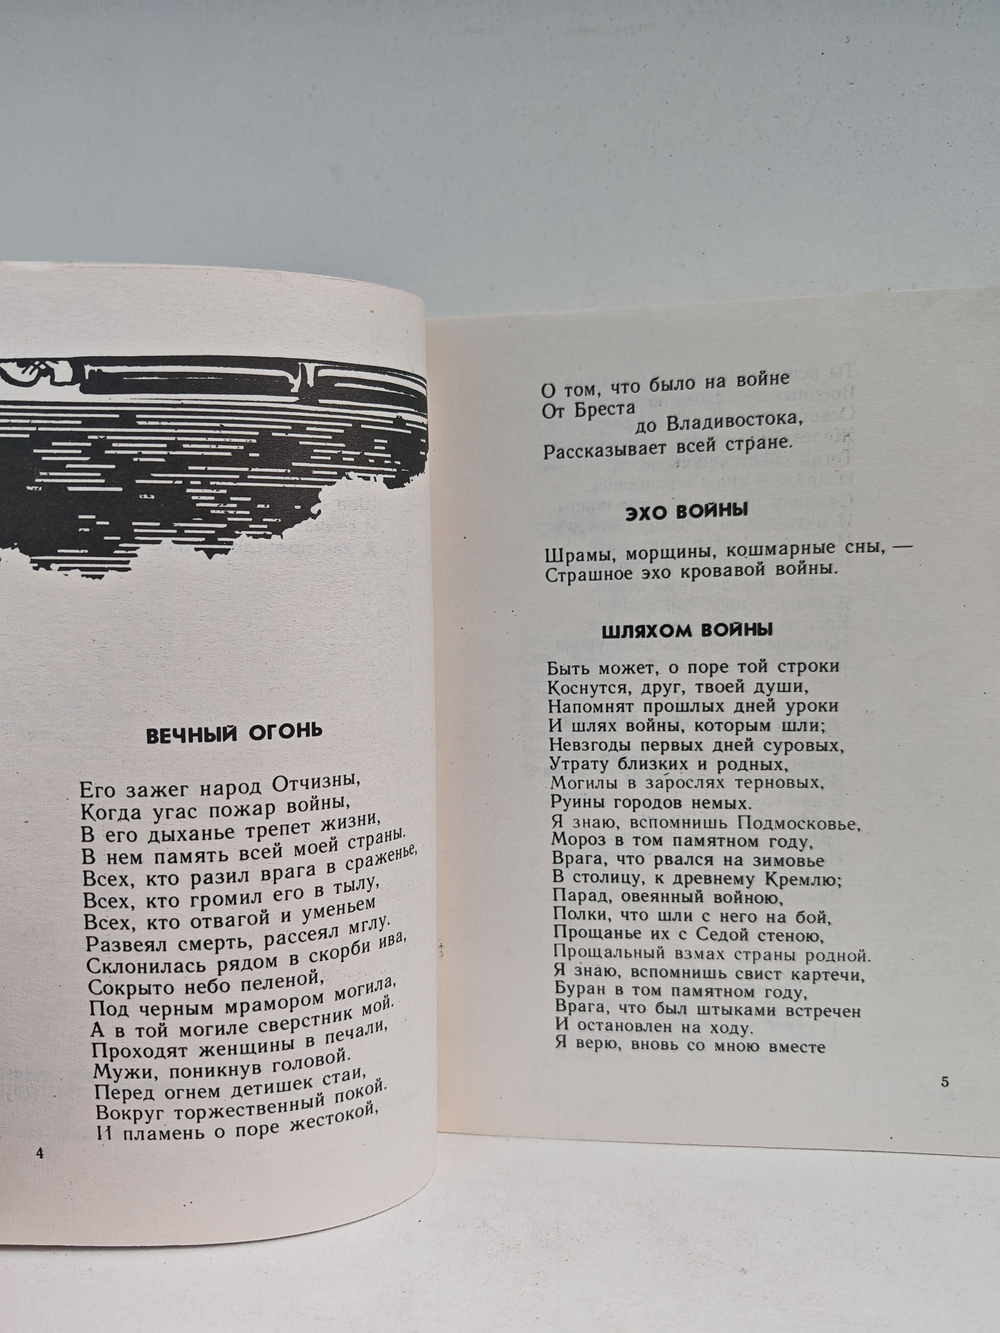 ВЕЧНЫЙ ОГОНЬ
Его зажег народ Отчизны,
Когда угас пожар войны,
В его дыханье трепет жизни,
В нем память всей моей страны.
Всех, кто разил врага в сраженье,
Всех, кто громил его в тылу,
Всех, кто отвагой и уменьем
Развеял смерть, рассеял мглу.
Склонилась рядом в скорби ива,
Сокрыто небо пеленой,
Под черным мрамором могила,
А в той могиле сверстник мой.
Проходят женщины в печали,
Мужи, поникнув головой.
Перед огнем детишек стаи,
Вокруг торжественный покой.
И пламень о поре жестокой,
4
О том, что было на войне
От Бреста
до Владивостока,
Рассказывает всей стране.
ЭХО ВОЙНЫ
Шрамы, морщины, кошмарные сны, —
Страшное эхо кровавой войны.
ШЛЯХОМ ВОЙНЫ
Быть может, о поре той строки
Коснутся, друг, твоей души,
Напомнят прошлых дней уроки
И шлях войны, которым шли;
Невзгоды первых дней суровых,
Утрату близких и родных,
Могилы в зарослях терновых,
Руины городов немых.
Я знаю, вспомнишь Подмосковье,
Мороз в том памятном году,
Врага, что рвался на зимовье
В столицу, к древнему Кремлю;
Парад, овеянный войною,
Полки, что шли с него на бой,
Прощанье их с Седой стеною,
Прощальный взмах страны родной.
Я знаю, вспомнишь свист картечи,
Буран в том памятном году,
Врага, что был штыками встречен
И остановлен на ходу.
Я верю, вновь со мною вместе
5